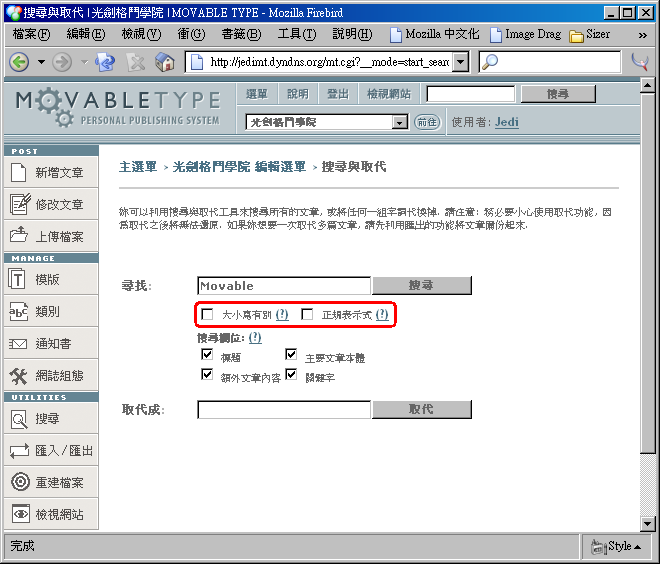 搜尋與取代 | 光劍格鬥學院 | MOVABLE TYPE - Mozilla Firebird
檔案(F) 編輯(E) 檢視(V) 衝(G) 書籤(B) 工具(T) 說明(H) Mozilla 中文化 Image Drag Sizer »
http://jedimt.dyndns.org/mt.cgi?__mode=start_sear
MOVABLETYPE
PERSONAL PUBLISHING SYSTEM
選單 說明 登出 檢視網站 搜尋
光劍格鬥學院 前往 使用者: Jedi
POST
新增文章
修改文章
上傳檔案
MANAGE
模版
類別
通知書
網誌組態
UTILITIES
搜尋
匯入/匯出
重建檔案
檢視網站
主選單 > 光劍格鬥學院 編輯選單 > 搜尋與取代
妳可以利用搜尋與取代工具來搜尋所有的文章, 或將任何一組字詞代換掉. 請注意: 務必要小心使用取代功能, 因
為取代之後將無法還原. 如果妳想要一次取代多篇文章, 請先利用匯出的功能將文章備份起來.
尋找: Movable 搜尋
大小寫有別 (?) 正規表示式 (?)
搜尋欄位: (?)
標題 主要文章本體
額外文章內容 關鍵字
取代成: 取代
完成 Style